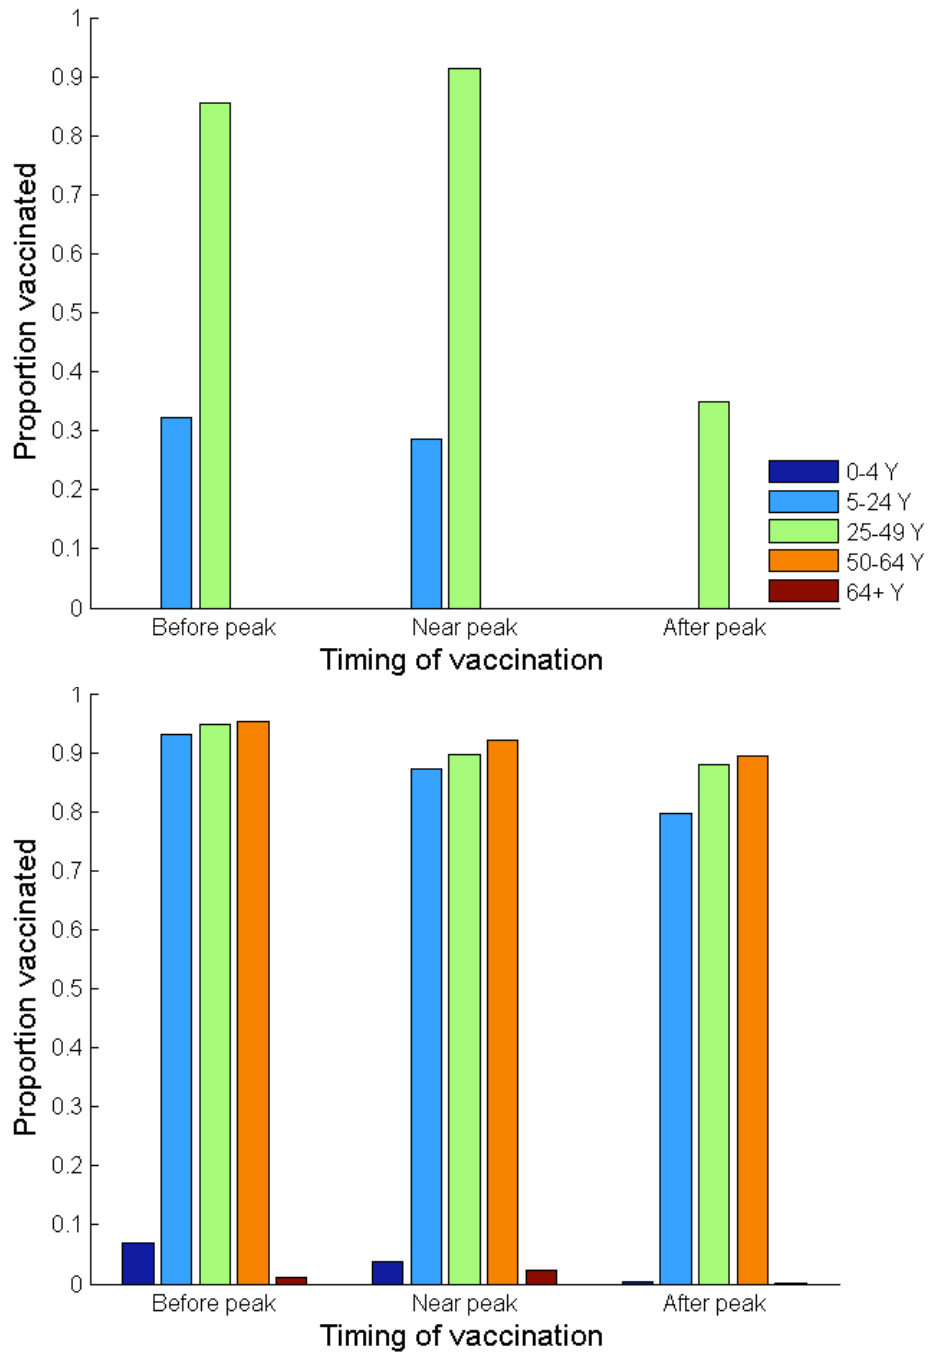 1
0.9
0.8
0.7
0.6
0.5
0.4
0.3
0.2
0.1
0
Proportion vaccinated
0-4 Y
5-24 Y
25-49 Y
50-64 Y
64+ Y
Before peak Near peak After peak
Timing of vaccination
1
0.9
0.8
0.7
0.6
0.5
0.4
0.3
0.2
0.1
0
Proportion vaccinated
Before peak Near peak After peak
Timing of vaccination